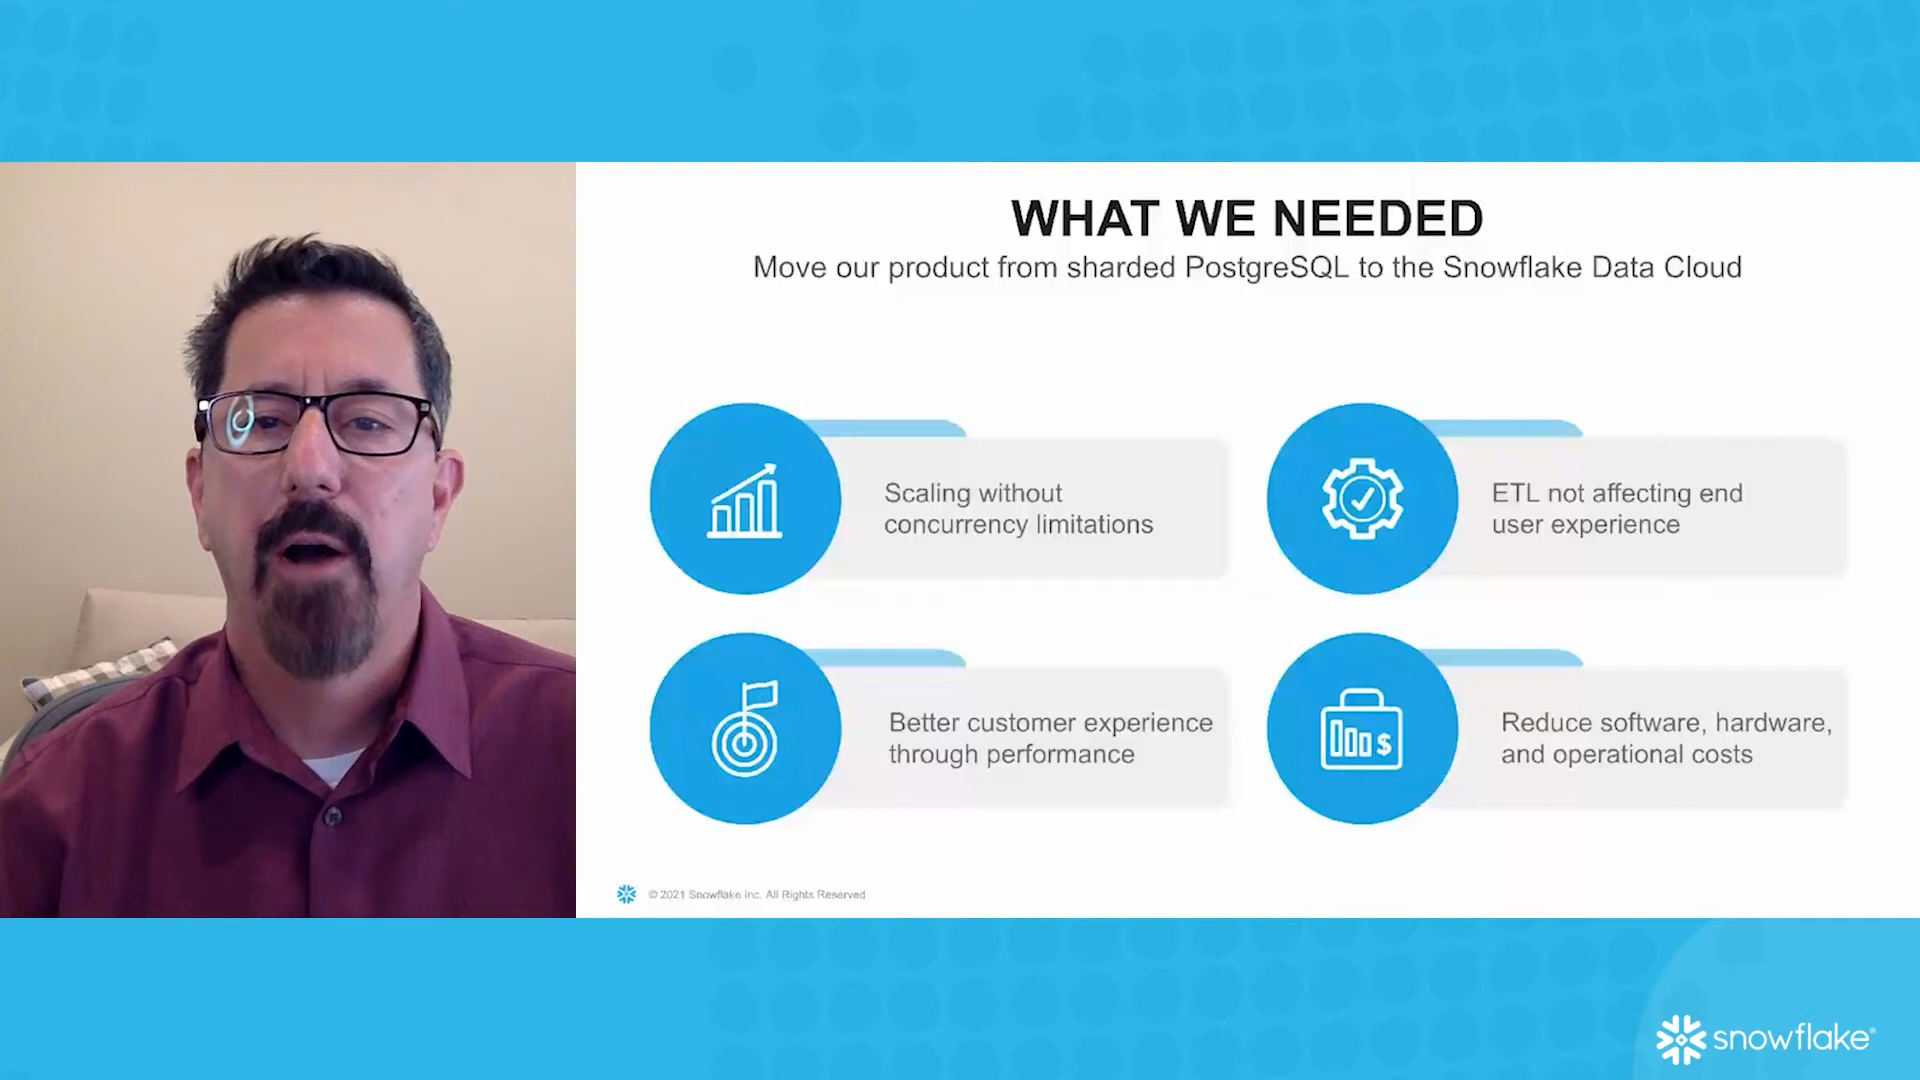 WHAT WE NEEDED
Move our product from sharded PostgreSQL to the Snowflake Data Cloud
Scaling without
concurrency limitations
ETL not affecting end
user experience
Better customer experience
through performance
Reduce software, hardware,
and operational costs
$
© 2021 Snowflake Inc. All Rights Reserved
snowflake®